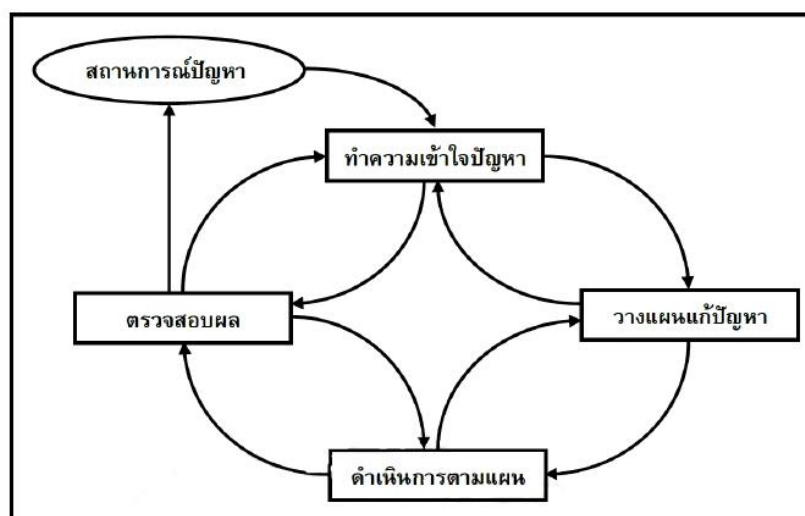 สถานการณ์ปัญหา
ทำความเข้าใจปัญหา
ตรวจสอบผล
วางแผนแก้ปัญหา
ดำเนินการตามแผน